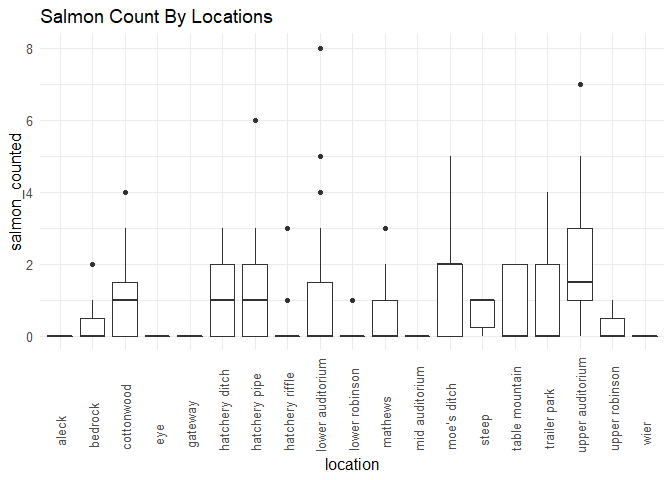 Salmon Count By Locations
salmon_counted
8
6
4
2
0
aleck
bedrock
cottonwood
eye
gateway
hatchery ditch
hatchery pipe
hatchery riffle
lower auditorium
lower robinson
mathews
mid auditorium
moe's ditch
steep
table mountain
trailer park
upper auditorium
upper robinson
wier
location